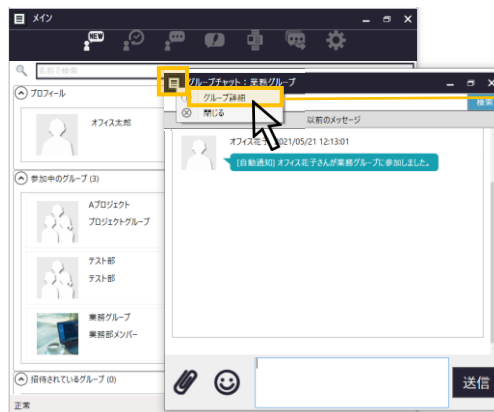 メイン
NEW
名前で検索
プロフィール
オフィス太郎
参加中のグループ (3)
Aプロジェクト
プロジェクトグループ
テスト部
テスト部
業務グループ
業務部メンバー
招待されているグループ (0)
正常
グループチャット : 業務グループ
グループ詳細
閉じる
検索
以前のメッセージ
オフィス花子 2021/05/21 12:13:01
[自動通知] オフィス花子さんが業務グループに参加しました。
送信